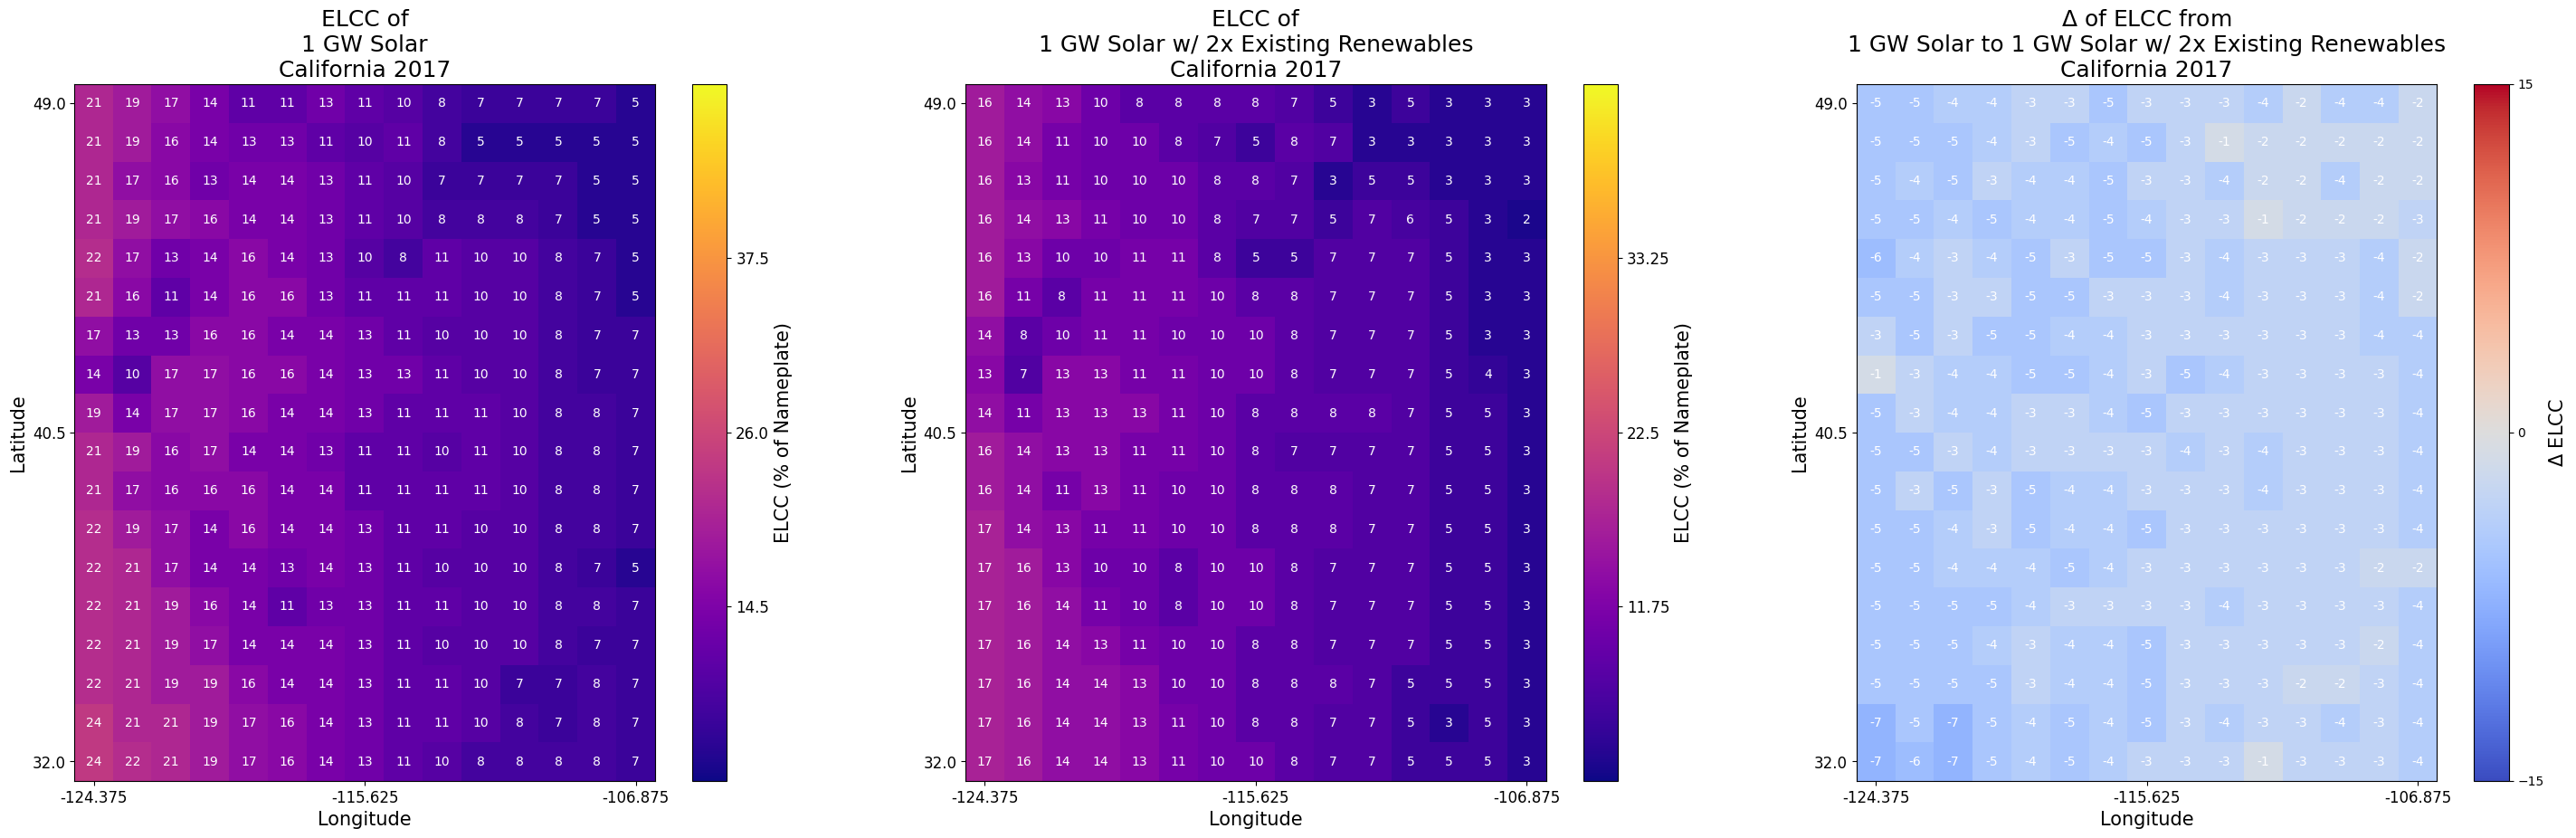 ELCC of
1 GW Solar
California 2017
49.0
40.5
32.0
Latitude
21 19 17 14 11 11 13 11 10 8 7 7 7 7 5
21 19 16 14 13 13 11 10 11 8 5 5 5 5 5
21 17 16 13 14 14 13 11 10 7 7 7 7 5 5
21 19 17 16 14 14 13 11 10 8 8 8 7 5 5
22 17 13 14 16 14 13 10 8 11 10 10 8 7 5
21 16 11 14 16 16 13 11 11 11 10 10 8 7 5
17 13 13 16 16 14 14 13 11 10 10 10 8 7 7
14 10 17 17 16 16 14 13 13 11 10 10 8 7 7
19 14 17 17 16 14 14 13 11 11 11 10 8 8 7
21 19 16 17 14 14 13 11 11 10 11 10 8 8 7
21 17 16 16 16 14 14 11 11 11 11 10 8 8 7
22 19 17 14 16 14 14 13 11 11 10 10 8 8 7
22 21 17 14 14 13 14 13 11 10 10 10 8 7 5
22 21 19 16 14 11 13 13 11 11 10 10 8 8 7
22 21 19 17 14 14 14 13 11 10 10 10 8 7 7
22 21 19 19 16 14 14 13 11 11 10 7 7 8 7
24 21 21 19 17 16 14 13 11 11 10 8 7 8 7
24 22 21 19 17 16 14 13 11 10 8 8 8 8 7
-124.375 -115.625 -106.875
Longitude
37.5
26.0
14.5
ELCC (% of Nameplate)
ELCC of
1 GW Solar w/ 2x Existing Renewables
California 2017
49.0
40.5
32.0
Latitude
16 14 13 10 8 8 8 8 7 5 3 5 3 3 3
16 14 11 10 10 8 7 5 8 7 3 3 3 3 3
16 13 11 10 10 10 8 8 7 3 5 5 3 3 3
16 14 13 11 10 10 8 7 7 5 7 6 5 3 2
16 13 10 10 11 11 8 5 5 7 7 7 5 3 3
16 11 8 11 11 11 10 8 8 7 7 7 5 3 3
14 8 10 11 11 10 10 10 8 7 7 7 5 3 3
13 7 13 13 11 11 10 10 8 7 7 7 5 4 3
14 11 13 13 13 11 10 8 8 8 8 7 5 5 3
16 14 13 13 11 11 10 8 7 7 7 7 5 5 3
16 14 11 13 11 10 10 8 8 8 7 7 5 5 3
17 14 13 11 11 10 10 8 8 8 7 7 5 5 3
17 16 13 10 10 8 10 10 8 7 7 7 5 5 3
17 16 14 11 10 8 10 10 8 7 7 7 5 5 3
17 16 14 13 11 10 10 8 8 7 7 7 5 5 3
17 16 14 14 13 10 10 8 8 8 7 5 5 5 3
17 16 14 14 13 11 10 8 8 7 7 5 3 5 3
17 16 14 14 13 11 10 10 8 7 7 5 5 5 3
-124.375 -115.625 -106.875
Longitude
33.25
22.5
11.75
ELCC (% of Nameplate)
Δ of ELCC from
1 GW Solar to 1 GW Solar w/ 2x Existing Renewables
California 2017
49.0
40.5
32.0
Latitude
-5 -5 -4 -4 -3 -3 -5 -3 -3 -3 -4 -2 -4 -4 -2
-5 -5 -5 -4 -3 -5 -4 -5 -3 -1 -2 -2 -2 -2 -2
-5 -4 -5 -3 -4 -4 -5 -3 -3 -4 -2 -2 -4 -2 -2
-5 -5 -4 -5 -4 -4 -5 -4 -3 -3 -1 -2 -2 -2 -3
-6 -4 -3 -4 -5 -3 -5 -5 -3 -4 -3 -3 -3 -4 -2
-5 -5 -3 -3 -5 -5 -3 -3 -3 -4 -3 -3 -3 -4 -2
-3 -5 -3 -5 -5 -4 -4 -3 -3 -3 -3 -3 -3 -4 -4
-1 -3 -4 -4 -5 -5 -4 -3 -5 -4 -3 -3 -3 -3 -4
-5 -3 -4 -4 -3 -3 -4 -5 -3 -3 -3 -3 -3 -3 -4
-5 -5 -3 -4 -3 -3 -3 -3 -4 -3 -4 -3 -3 -3 -4
-5 -3 -5 -3 -5 -4 -4 -3 -3 -3 -4 -3 -3 -3 -4
-5 -5 -4 -3 -5 -4 -4 -5 -3 -3 -3 -3 -3 -3 -4
-5 -5 -4 -4 -4 -5 -4 -3 -3 -3 -3 -3 -3 -2 -2
-5 -5 -5 -5 -4 -3 -3 -3 -3 -4 -3 -3 -3 -3 -4
-5 -5 -5 -4 -3 -4 -4 -5 -3 -3 -3 -3 -3 -2 -4
-5 -5 -5 -5 -3 -4 -4 -5 -3 -3 -3 -2 -2 -3 -4
-7 -5 -7 -5 -4 -5 -4 -5 -3 -4 -3 -3 -4 -3 -4
-7 -6 -7 -5 -4 -5 -4 -3 -3 -3 -1 -3 -3 -3 -4
-124.375 -115.625 -106.875
Longitude
15
0
−15
Δ ELCC